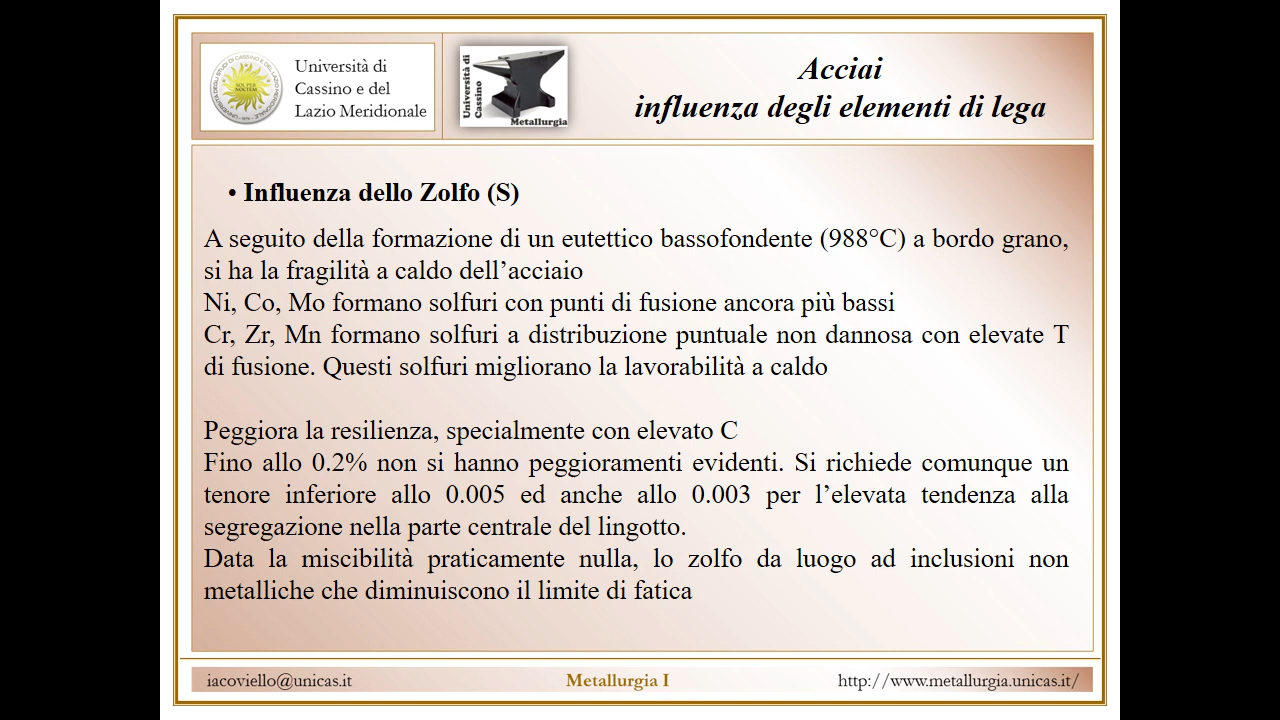 Università di
Cassino e del
Lazio Meridionale
Università di
Cassino
Metallurgia
Acciai
influenza degli elementi di lega
• Influenza dello Zolfo (S)
A seguito della formazione di un eutettico bassofondente (988°C) a bordo grano,
si ha la fragilità a caldo dell’acciaio
Ni, Co, Mo formano solfuri con punti di fusione ancora più bassi
Cr, Zr, Mn formano solfuri a distribuzione puntuale non dannosa con elevate T
di fusione. Questi solfuri migliorano la lavorabilità a caldo
Peggiora la resilienza, specialmente con elevato C
Fino allo 0.2% non si hanno peggioramenti evidenti. Si richiede comunque un
tenore inferiore allo 0.005 ed anche allo 0.003 per l’elevata tendenza alla
segregazione nella parte centrale del lingotto.
Data la miscibilità praticamente nulla, lo zolfo da luogo ad inclusioni non
metalliche che diminuiscono il limite di fatica
iacoviello@unicas.it
Metallurgia I
http://www.metallurgia.unicas.it/